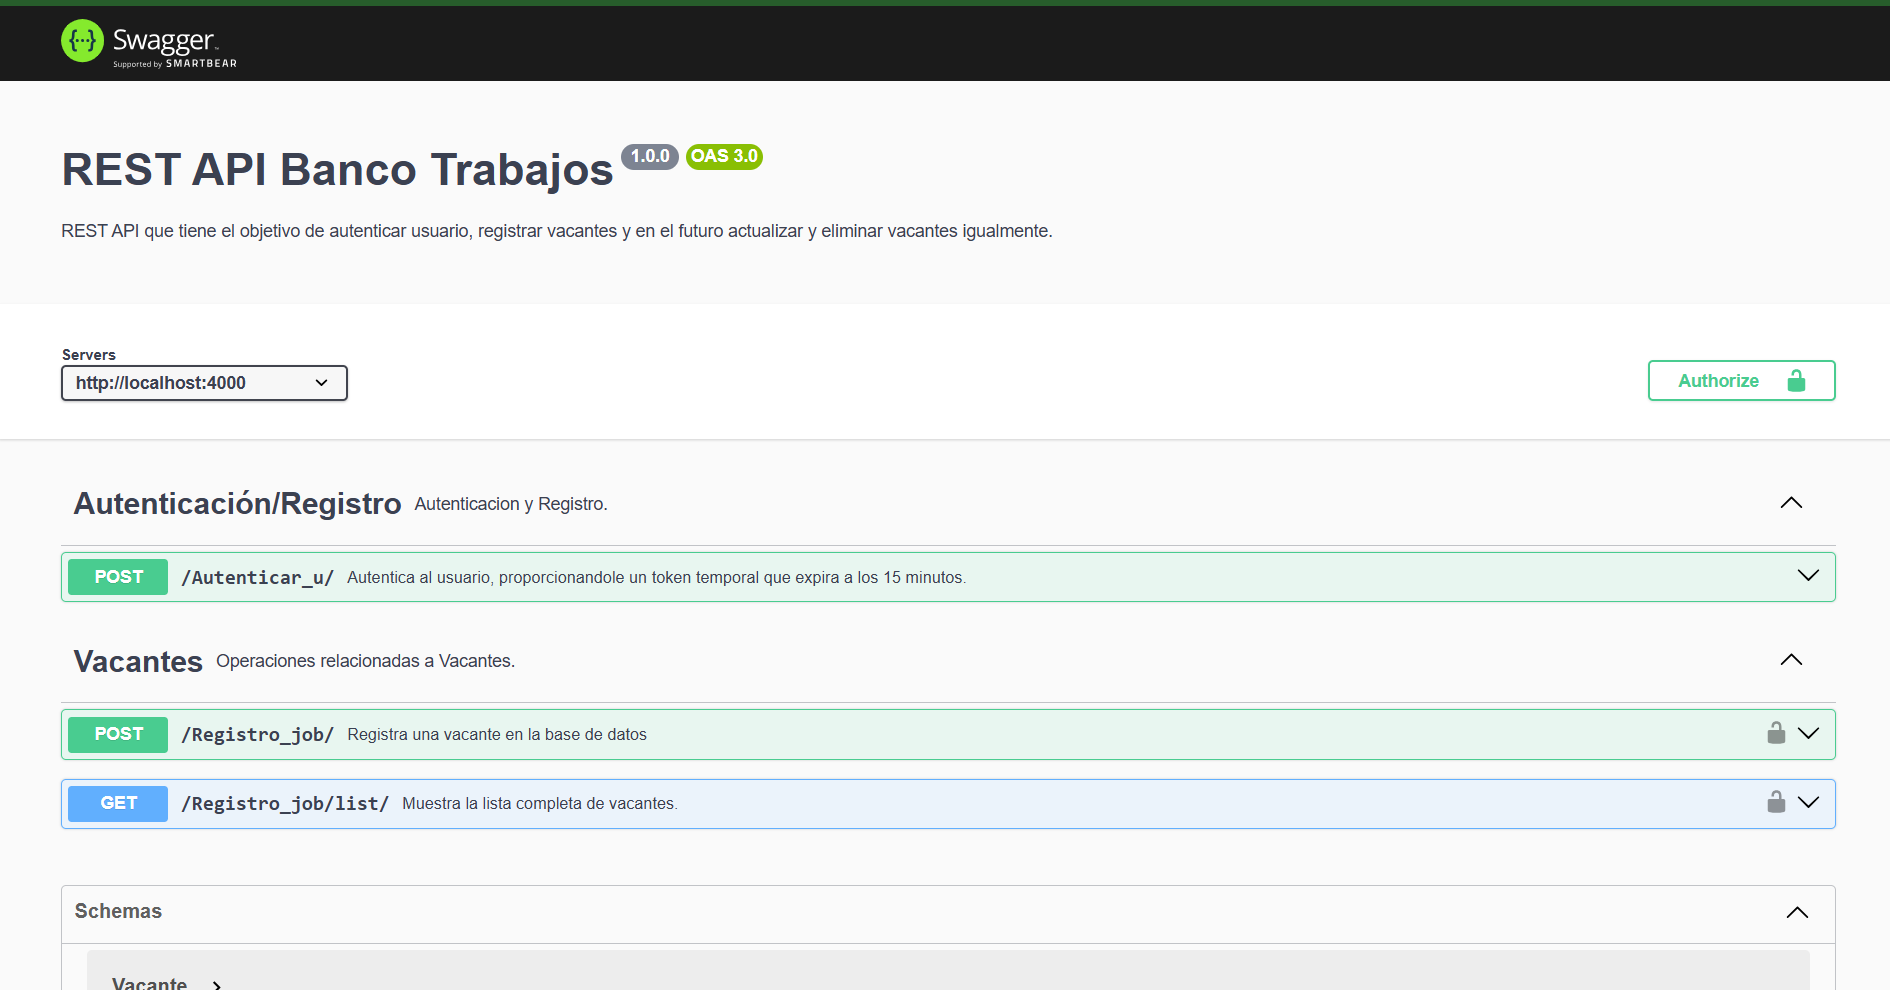 {···} Swagger™
Supported by SMARTBEAR
REST API Banco Trabajos 1.0.0 OAS 3.0
REST API que tiene el objetivo de autenticar usuario, registrar vacantes y en el futuro actualizar y eliminar vacantes igualmente.
Servers
http://localhost:4000
Authorize
Autenticación/Registro Autenticacion y Registro.
POST /Autenticar_u/ Autentica al usuario, proporcionandole un token temporal que expira a los 15 minutos.
Vacantes Operaciones relacionadas a Vacantes.
POST /Registro_job/ Registra una vacante en la base de datos
GET /Registro_job/list/ Muestra la lista completa de vacantes.
Schemas
Vacante